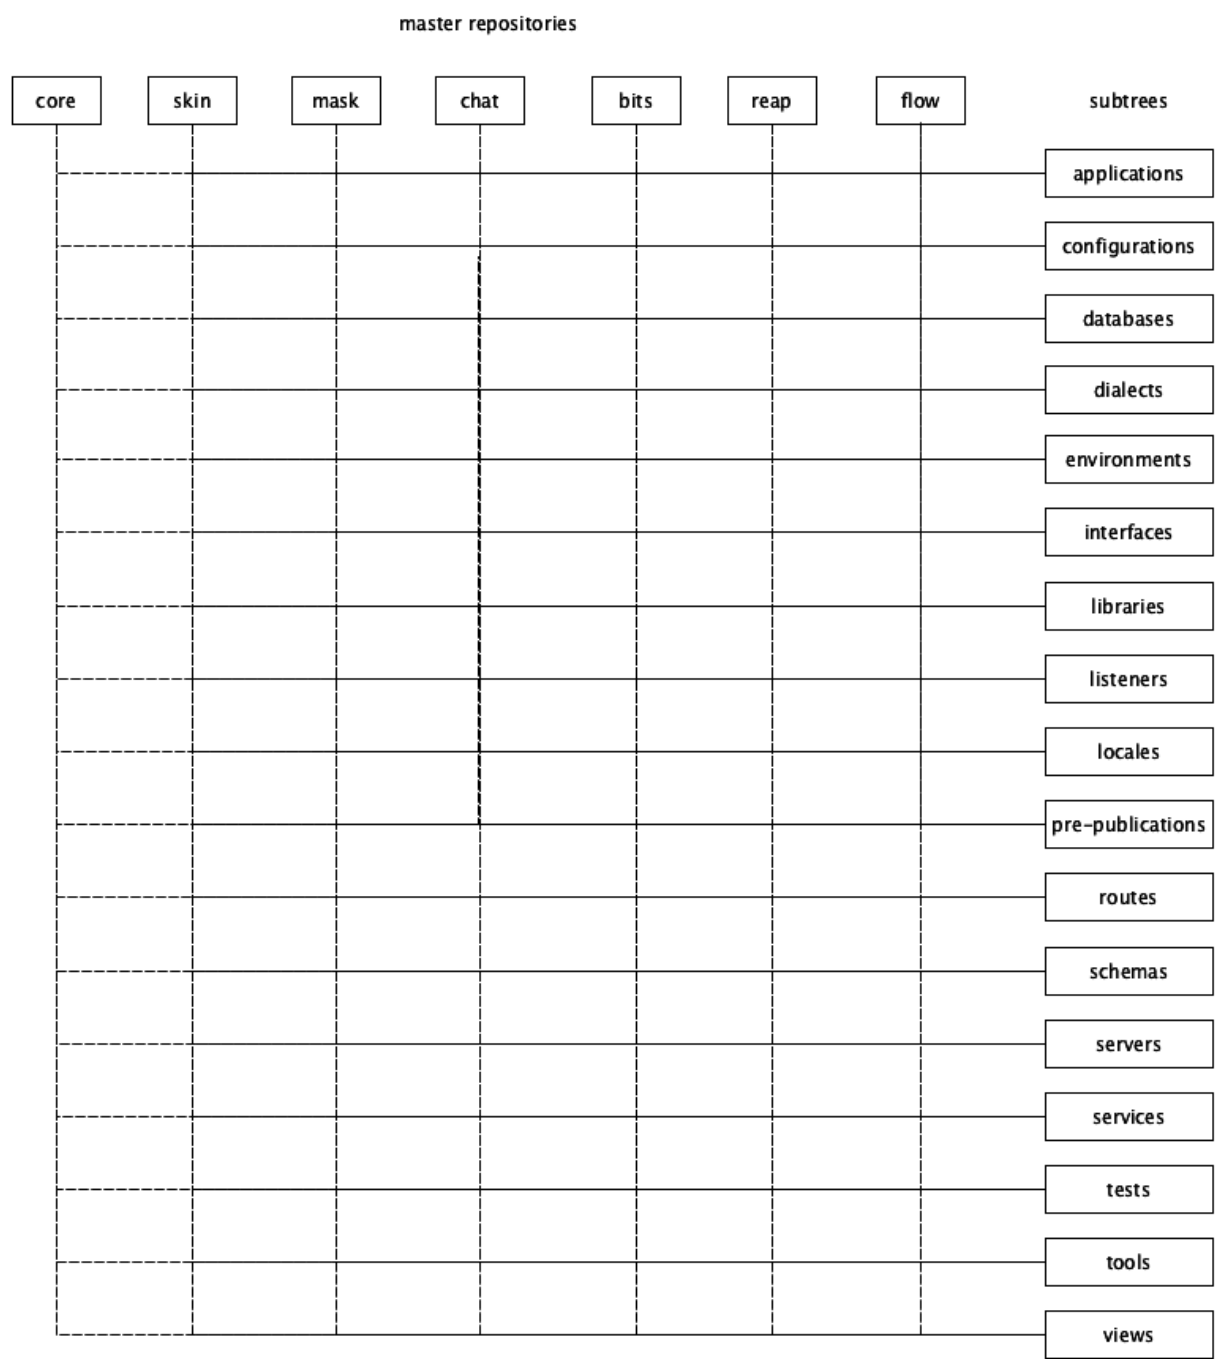 master repositories
core skin mask chat bits reap flow subtrees
applications
configurations
databases
dialects
environments
interfaces
libraries
listeners
locales
pre-publications
routes
schemas
servers
services
tests
tools
views